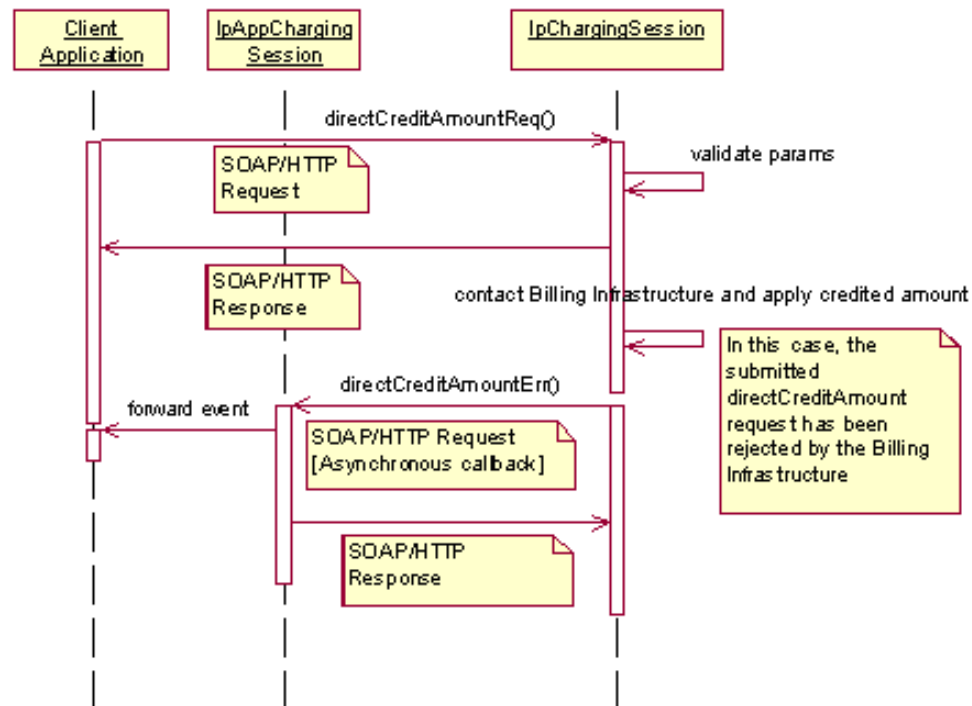 Client
Application
IpAppCharging
Session
IpChargingSession
directCreditAmountReq()
SOAP/HTTP
Request
validate params
SOAP/HTTP
Response
contact Billing Infrastructure and apply credited amount
In this case, the
submitted
directCreditAmount
request has been
rejected by the Billing
Infrastructure
directCreditAmountErr()
forward event
SOAP/HTTP Request
[Asynchronous callback]
SOAP/HTTP
Response